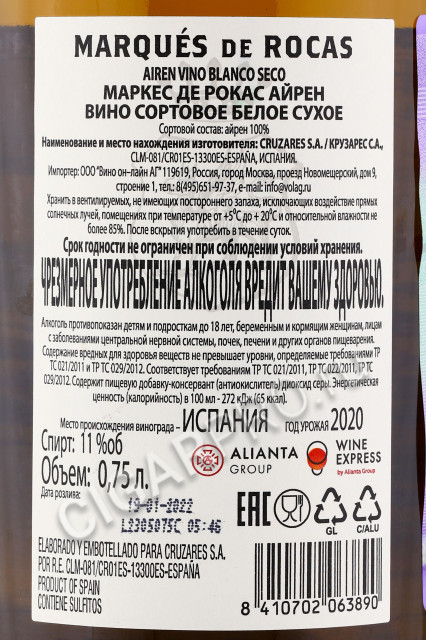 MARQUÉS DE ROCAS
AIREN VINO BLANCO SECO
МАРКЕС ДЕ РОКАС АЙРЕН
ВИНО СОРТОВОЕ БЕЛОЕ СУХОЕ
Сортовой состав: айрен 100%
Наименование и место нахождения изготовителя: CRUZARES S.A. / КРУЗАРЕС С.А.,
CLM-081/CR01ES-13300ES-ESPAÑA, ИСПАНИЯ.
Импортер: ООО "Вино он-лайн АГ" 119619, Россия, город Москва, проезд Новомещерский, дом 9,
строение 1, тел.: 8(495)651-97-37, e-mail: info@volag.ru
Хранить в вентилируемых, не имеющих постороннего запаха, исключающих воздействие прямых
солнечных лучей, помещениях при температуре от +5⁰С до + 20⁰С и относительной влажности не
более 85%. После вскрытия употребить в течение суток.
Срок годности не ограничен при соблюдении условий хранения.
ЧРЕЗМЕРНОЕ УПОТРЕБЛЕНИЕ АЛКОГОЛЯ ВРЕДИТ ВАШЕМУ ЗДОРОВЬЮ.
Алкоголь противопоказан детям и подросткам до 18 лет, беременным и кормящим женщинам, лицам
с заболеваниями центральной нервной системы, почек, печени и других органов пищеварения.
Содержание вредных для здоровья веществ не превышает уровни, определяемые требованиями ТР
ТС 021/2011 и ТР ТС 029/2012. Соответствует требованиям ТР ТС 021/2011, ТР ТС 022/2011, ТР ТС
029/2012. Содержит пищевую добавку-консервант (антиокислитель) диоксид серы. Энергетическая
ценность (калорийность) в 100 мл - 272 кДж (65 ккал).
Место происхождения винограда – ИСПАНИЯ ГОД УРОЖАЯ 2020
Спирт: 11 %об
Объем: 0,75 л.
Дата розлива:
ALIANTA
GROUP
WINE
EXPRESS
by Alianta Group
19-01-2022
L2305075C 05:46
EAC
GL
C/ALU
ELABORADO Y EMBOTELLADO PARA CRUZARES S.A.
POR R.E. CLM-081/CR01ES-13300ES-ESPAÑA
PRODUCT OF SPAIN
CONTIENE SULFITOS
8 410702 063890
CIGARPRO.RU